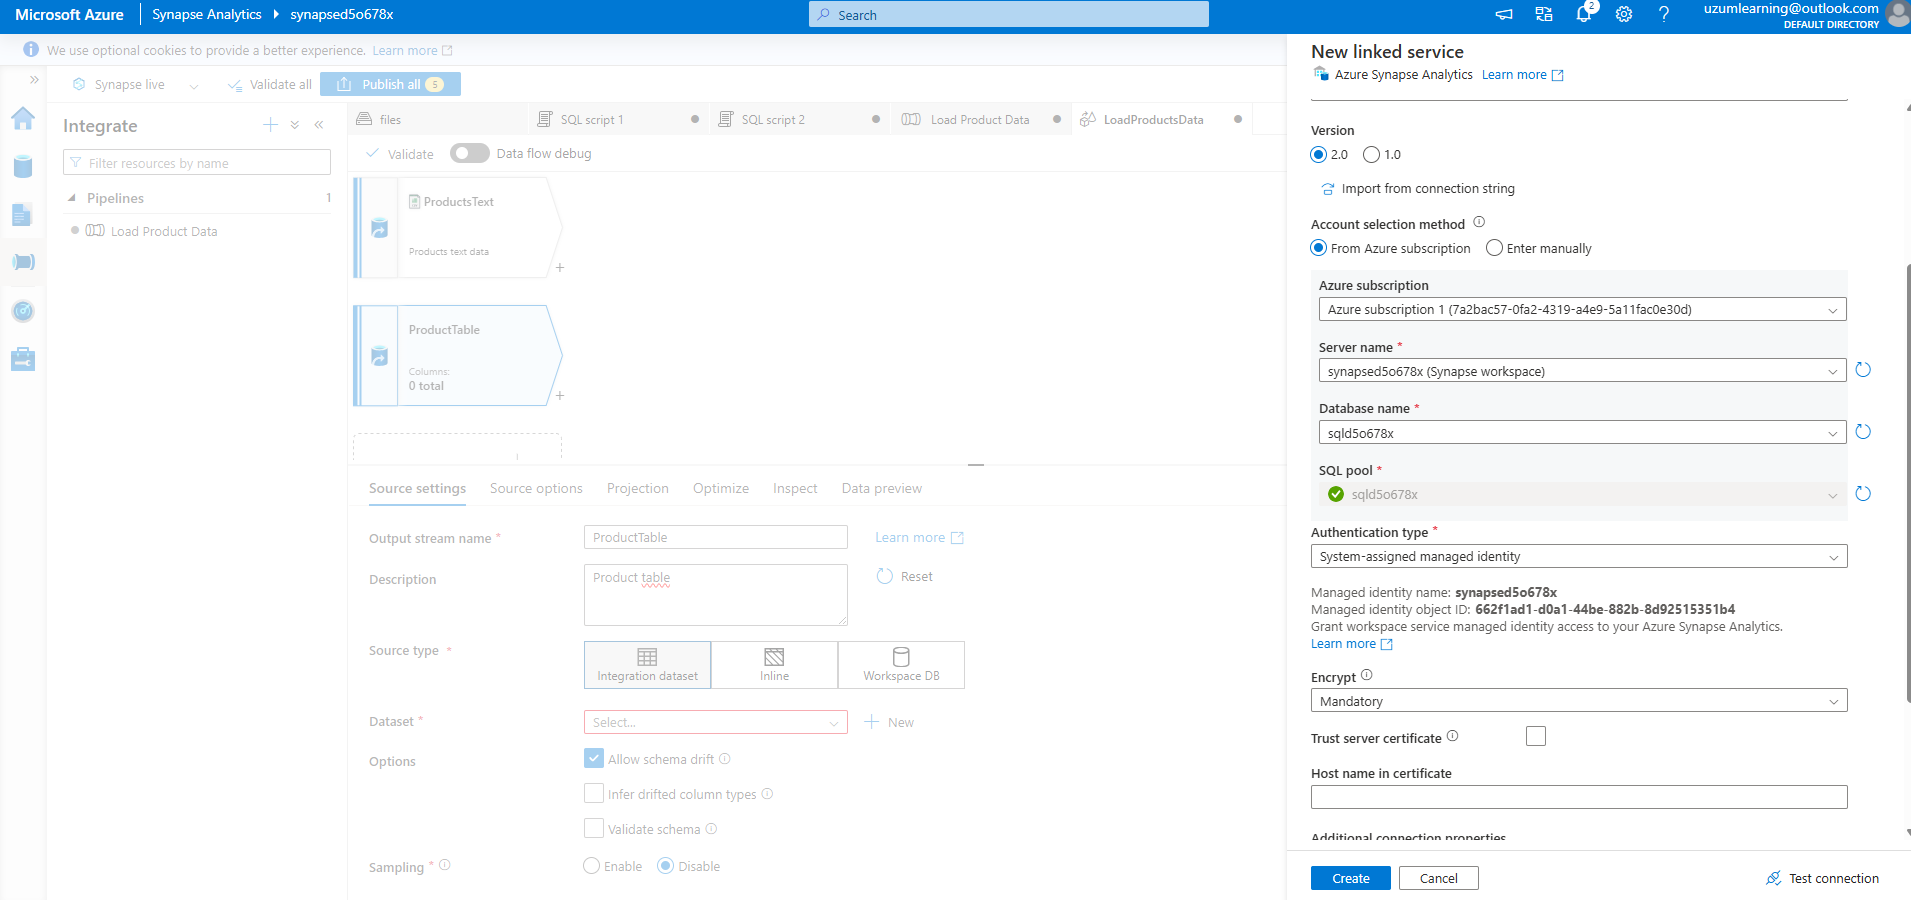 Microsoft Azure
Synapse Analytics
synapsed5o678x
Search
2
uzumlearning@outlook.com
DEFAULT DIRECTORY
We use optional cookies to provide a better experience. Learn more
Synapse live
Validate all
Publish all 5
Integrate
Filter resources by name
Pipelines 1
Load Product Data
files
SQL script 1
SQL script 2
Load Product Data
LoadProductsData
Validate
Data flow debug
ProductsText
Products text data
+
ProductTable
Columns:
0 total
+
Source settings
Source options
Projection
Optimize
Inspect
Data preview
Output stream name *
ProductTable
Learn more
Description
Product table
Reset
Source type *
Integration dataset
Inline
Workspace DB
Dataset *
Select...
New
Options
Allow schema drift
Infer drifted column types
Validate schema
Sampling *
Enable
Disable
New linked service
Azure Synapse Analytics Learn more
Version
2.0
1.0
Import from connection string
Account selection method
From Azure subscription
Enter manually
Azure subscription
Azure subscription 1 (7a2bac57-0fa2-4319-a4e9-5a11fac0e30d)
Server name *
synapsed5o678x (Synapse workspace)
Database name *
sqld5o678x
SQL pool *
sqld5o678x
Authentication type *
System-assigned managed identity
Managed identity name: synapsed5o678x
Managed identity object ID: 662f1ad1-d0a1-44be-882b-8d92515351b4
Grant workspace service managed identity access to your Azure Synapse Analytics.
Learn more
Encrypt
Mandatory
Trust server certificate
Host name in certificate
Additional connection properties
Create
Cancel
Test connection